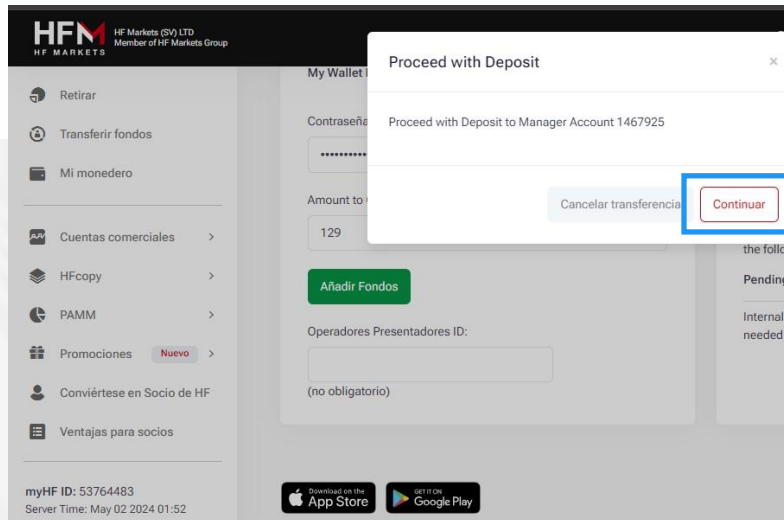 HFM
HF MARKETS
HF Markets (SV) LTD
Member of HF Markets Group
Retirar
Transferir fondos
Mi monedero
Cuentas comerciales
HFcopy
PAMM
Promociones Nuevo
Conviértese en Socio de HF
Ventajas para socios
myHF ID: 53764483
Server Time: May 02 2024 01:52
My Wallet
Contraseña
Amount to
129
Añadir Fondos
Operadores Presentadores ID:
(no obligatorio)
Download on the
App Store
GET IT ON
Google Play
Proceed with Deposit
×
Proceed with Deposit to Manager Account 1467925
Cancelar transferencia
Continuar
the follo
Pending
Internal
needed